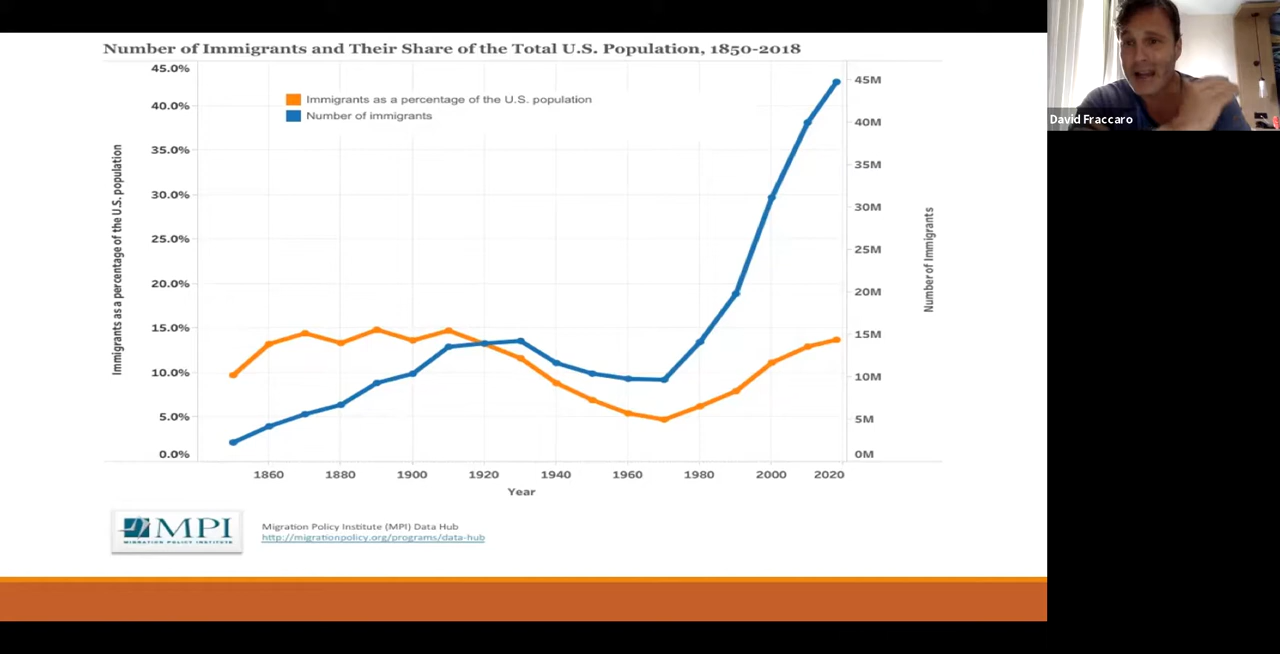 Number of Immigrants and Their Share of the Total U.S. Population, 1850-2018
Immigrants as a percentage of the U.S. population
Number of immigrants
Immigrants as a percentage of the U.S. population
45.0%
40.0%
35.0%
30.0%
25.0%
20.0%
15.0%
10.0%
5.0%
0.0%
45M
40M
35M
30M
25M
20M
15M
10M
5M
0M
Number of Immigrants
1860 1880 1900 1920 1940 1960 1980 2000 2020
Year
MPI
MIGRATION POLICY INSTITUTE
Migration Policy Institute (MPI) Data Hub
http://migrationpolicy.org/programs/data-hub
David Fraccaro